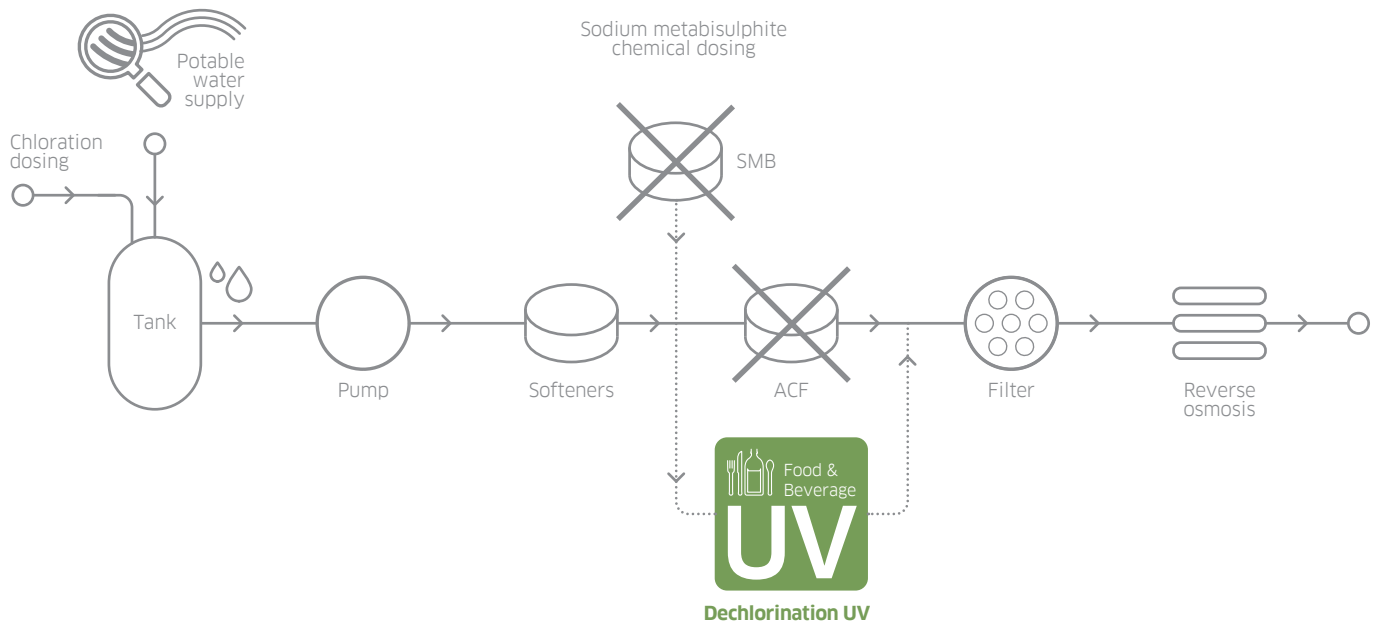 Potable
water
supply
Sodium metabisulphite
chemical dosing
Chloration
dosing
SMB
Tank
Pump
Softeners
ACF
Filter
Reverse
osmosis
Food &
Beverage
UV
Dechlorination UV